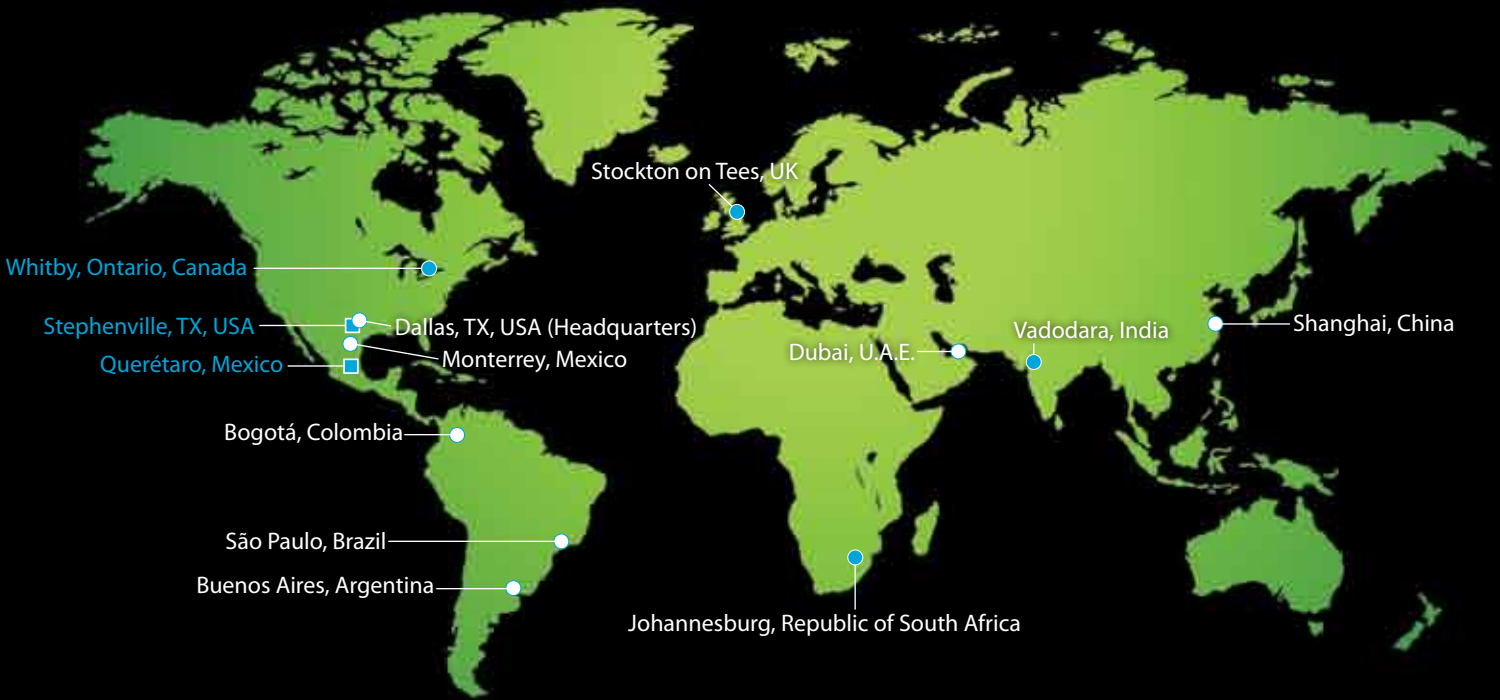 Stockton on Tees, UK
Whitby, Ontario, Canada
Stephenville, TX, USA
Dallas, TX, USA (Headquarters)
Vadodara, India
Shanghai, China
Dubai, U.A.E.
Monterrey, Mexico
Querétaro, Mexico
Bogotá, Colombia
São Paulo, Brazil
Buenos Aires, Argentina
Johannesburg, Republic of South Africa